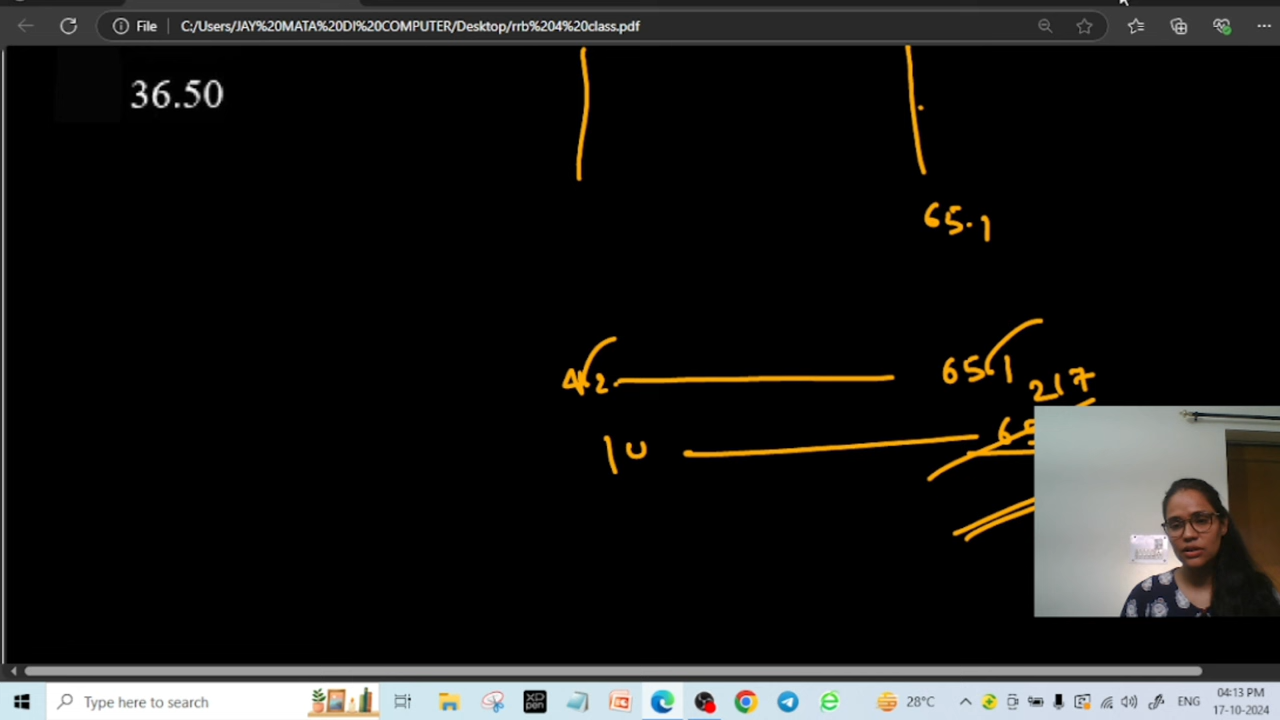 File C:/Users/JAY%20MATA%20DI%20COMPUTER/Desktop/rrb%204%20class.pdf
36.50
65.1
42 65.1
217
10
Type here to search
28°C
ENG
04:13 PM
17-10-2024